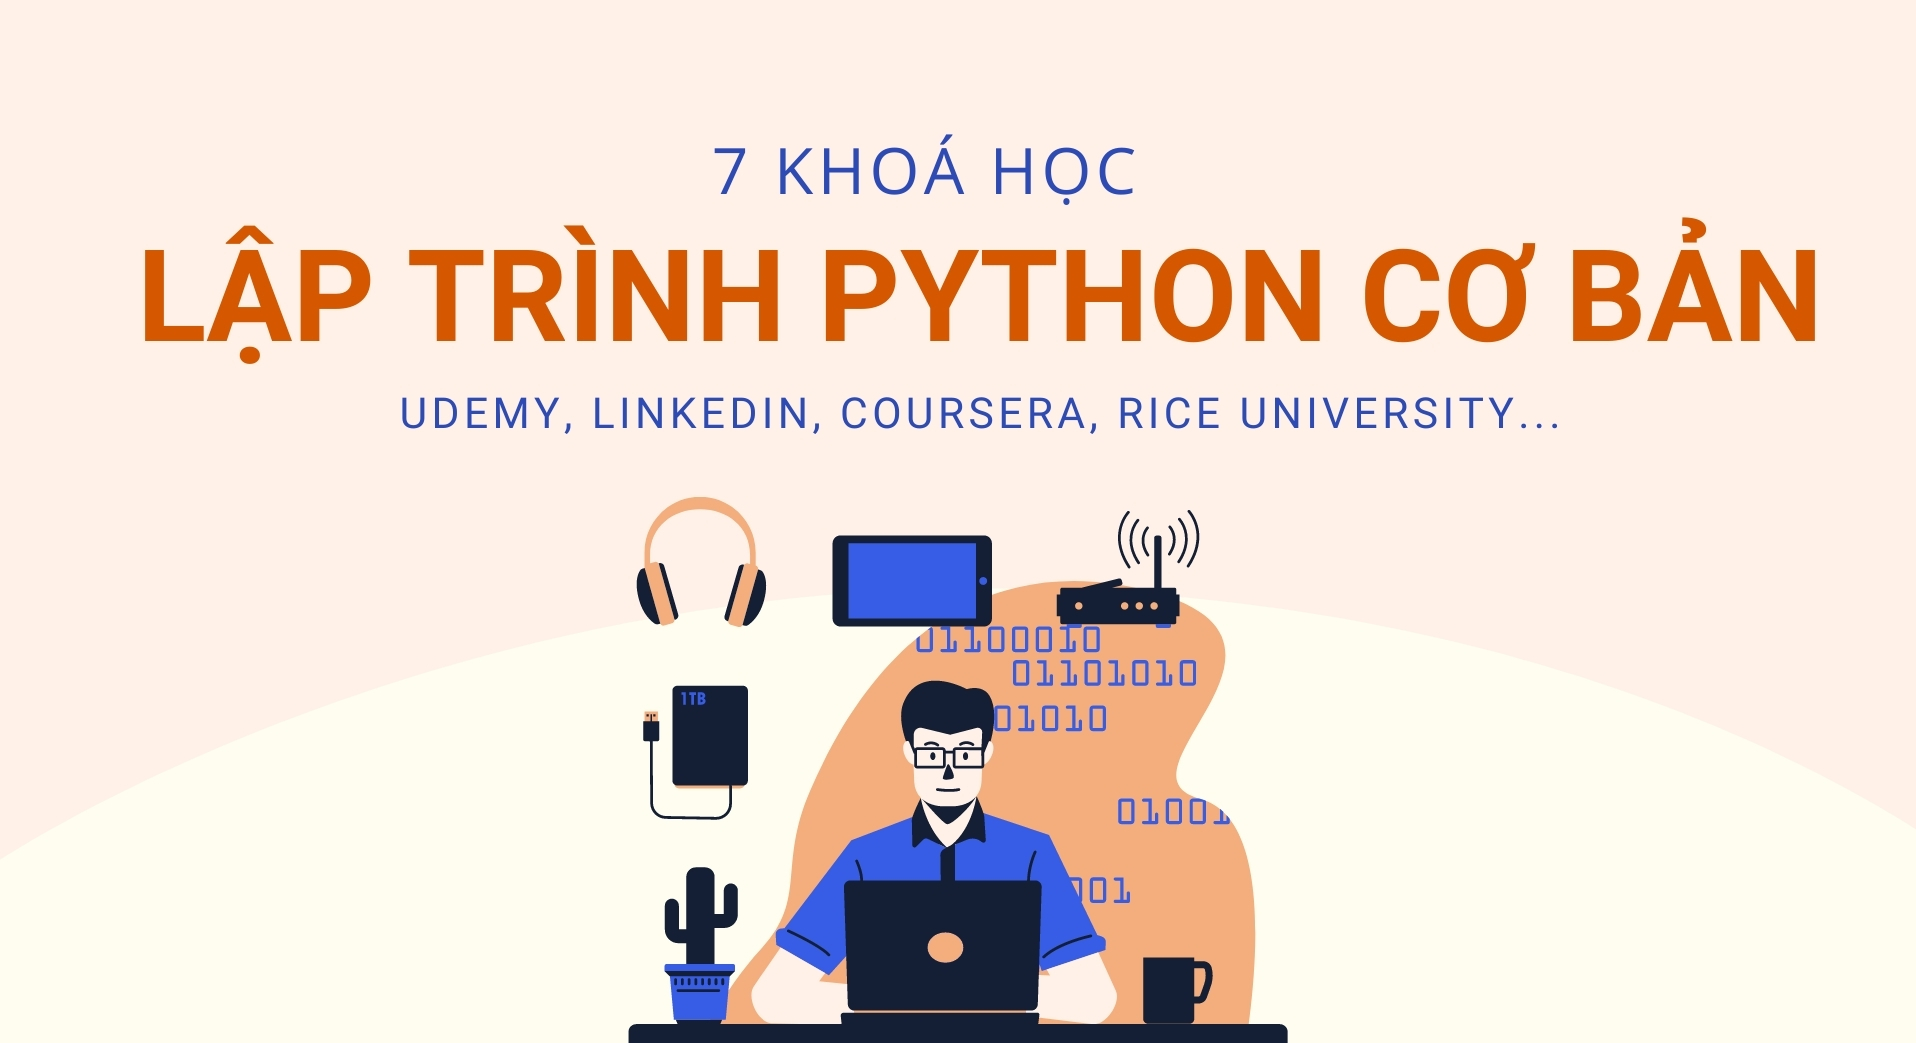 7 KHOÁ HỌC
LẬP TRÌNH PYTHON CƠ BẢN
UDEMY, LINKEDIN, COURSERA, RICE UNIVERSITY...
01100010
01101010
01010
1TB
01001
001